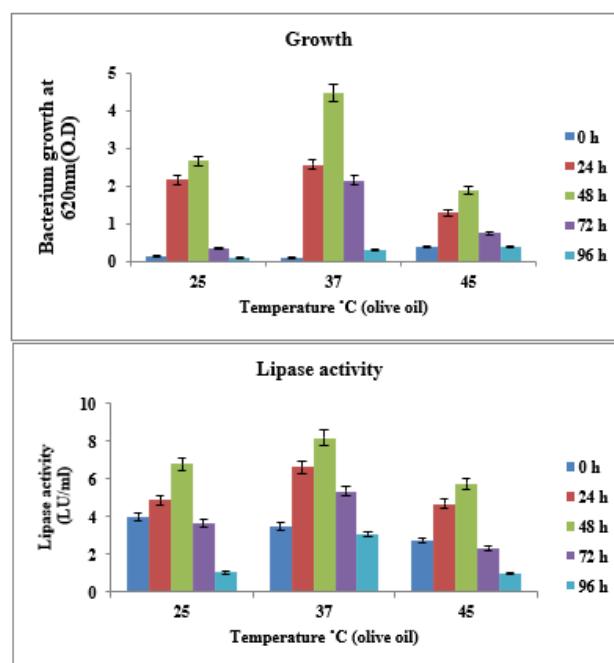 Growth
Bacterium growth at
620nm(O.D)
5
4
3
2
1
0
25
37
45
Temperature ˚C (olive oil)
0 h
24 h
48 h
72 h
96 h
Lipase activity
Lipase activity
(LU/ml)
10
8
6
4
2
0
25
37
45
Temperature ˚C (olive oil)
0 h
24 h
48 h
72 h
96 h